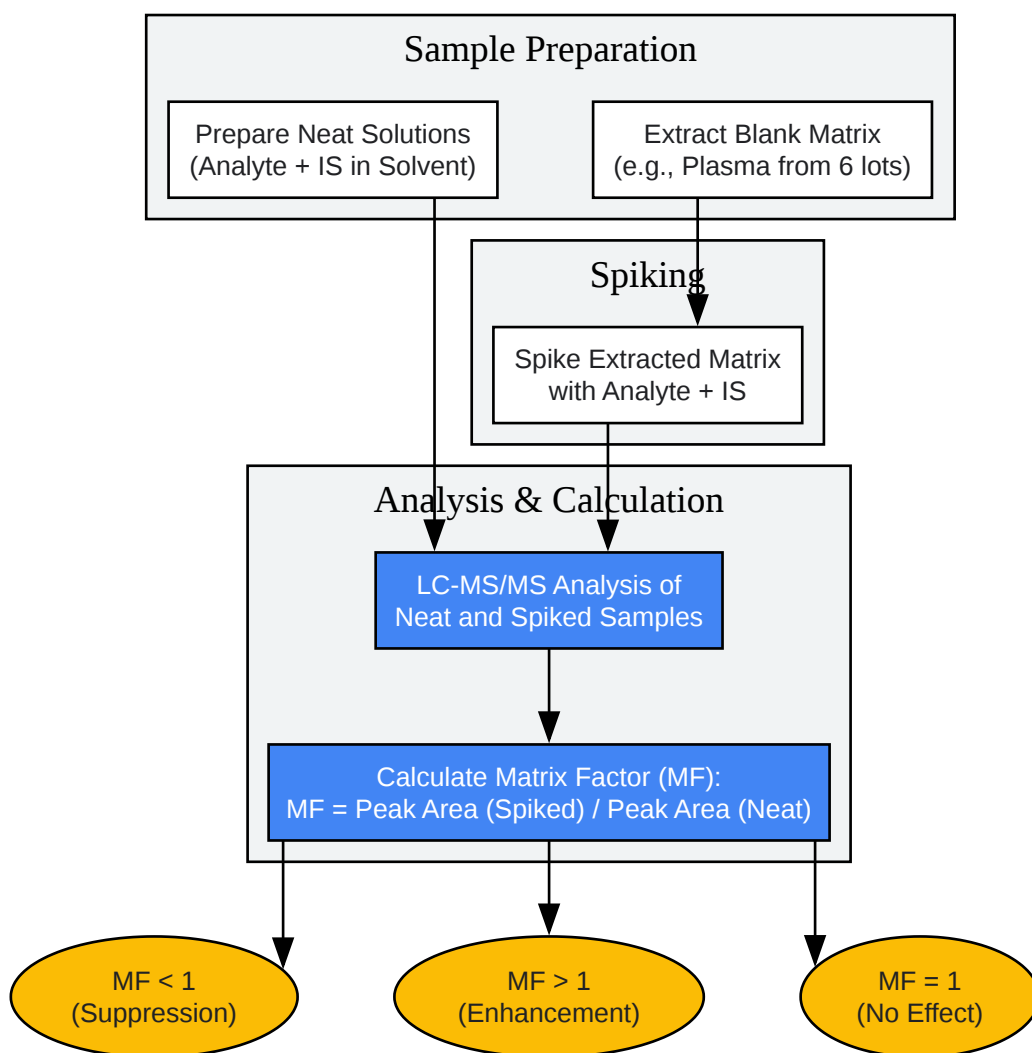 Sample Preparation
Prepare Neat Solutions
(Analyte + IS in Solvent)
Extract Blank Matrix
(e.g., Plasma from 6 lots)
Spiking
Spike Extracted Matrix
with Analyte + IS
Analysis & Calculation
LC-MS/MS Analysis of
Neat and Spiked Samples
Calculate Matrix Factor (MF):
MF = Peak Area (Spiked) / Peak Area (Neat)
MF < 1
(Suppression)
MF > 1
(Enhancement)
MF = 1
(No Effect)